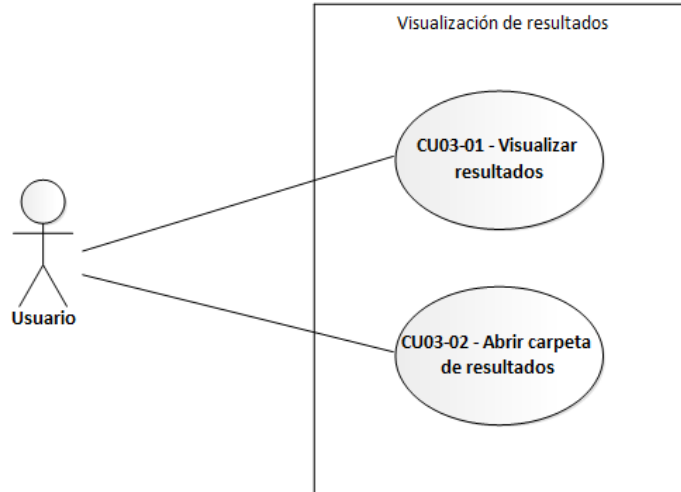 Visualización de resultados
CU03-01 - Visualizar
resultados
Usuario
CU03-02 - Abrir carpeta
de resultados